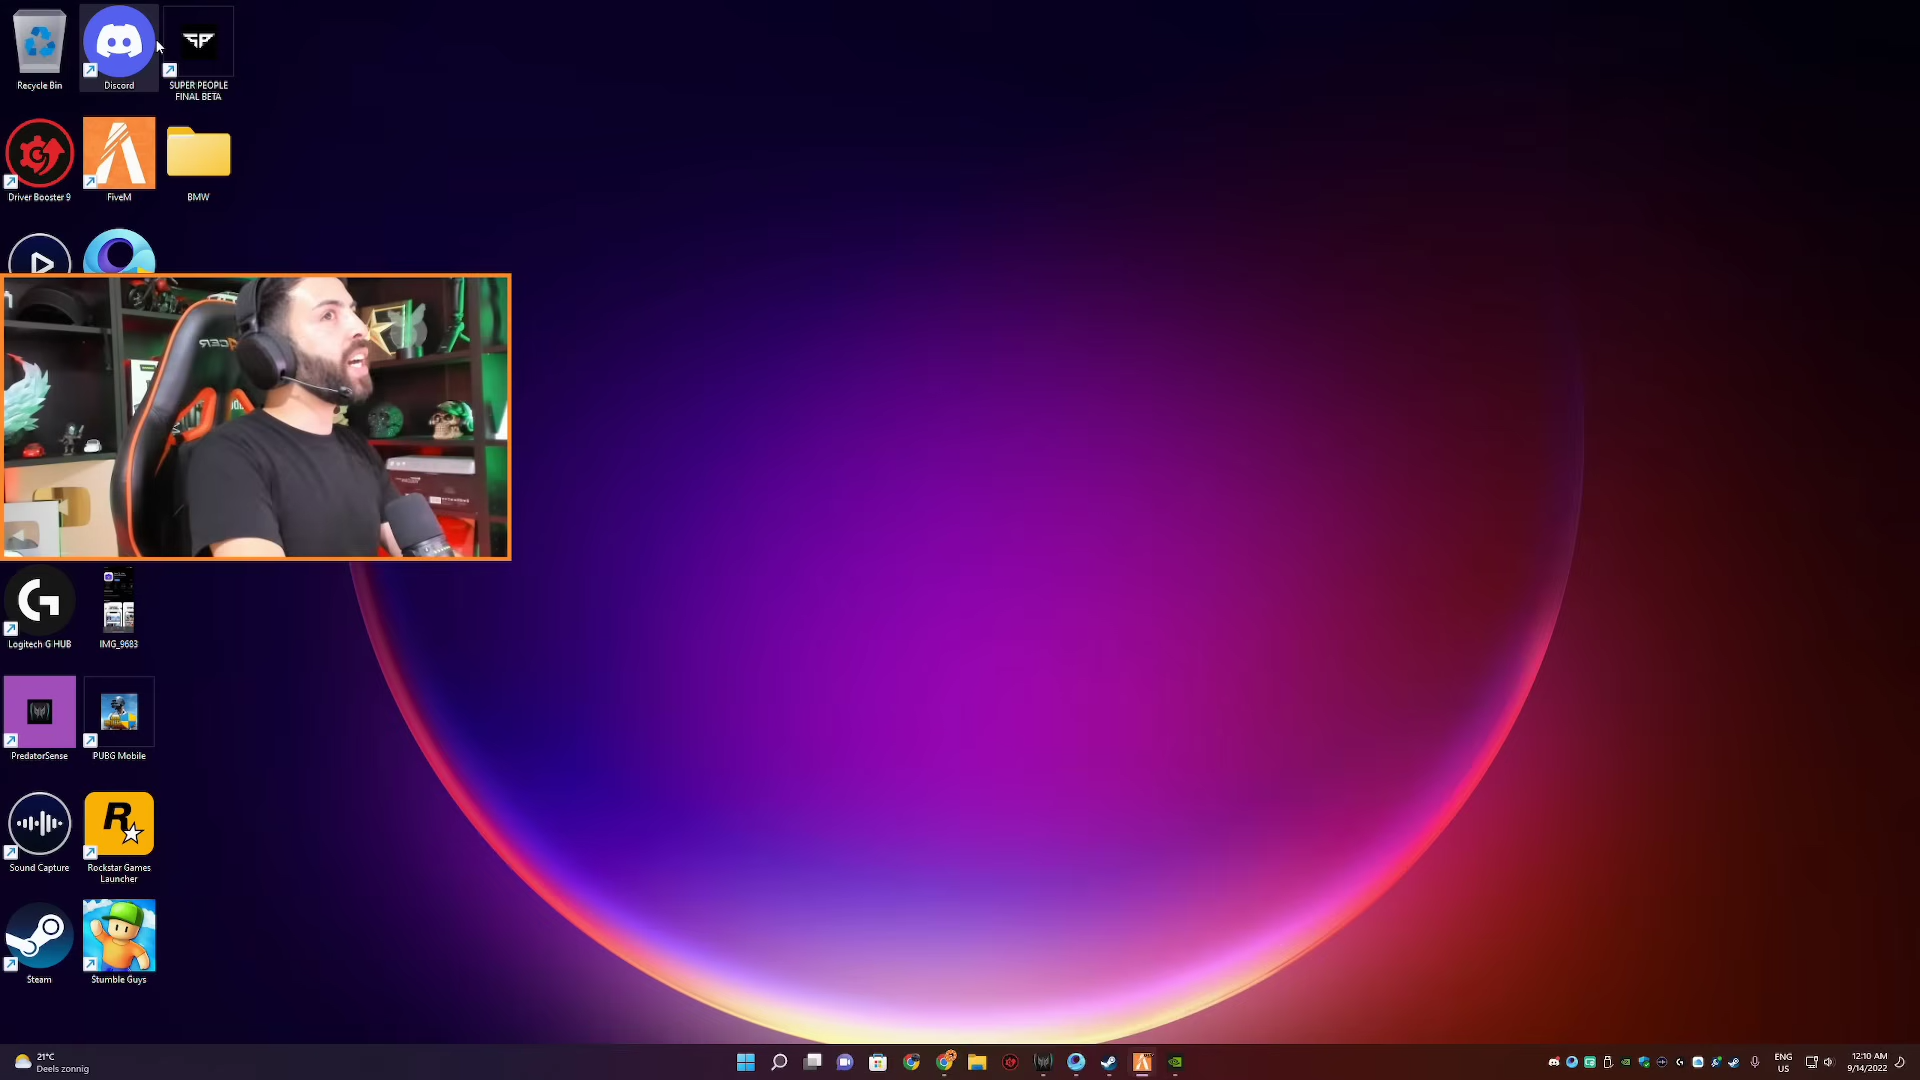 Recycle Bin
Discord
SUPER PEOPLE
FINAL BETA
Driver Booster 9
FiveM
BMW
Logitech G HUB
IMG_9683
PredatorSense
PUBG Mobile
Sound Capture
Rockstar Games
Launcher
Steam
Stumble Guys
21°C
Deels zonnig
ENG
US
12:10 AM
9/14/2022